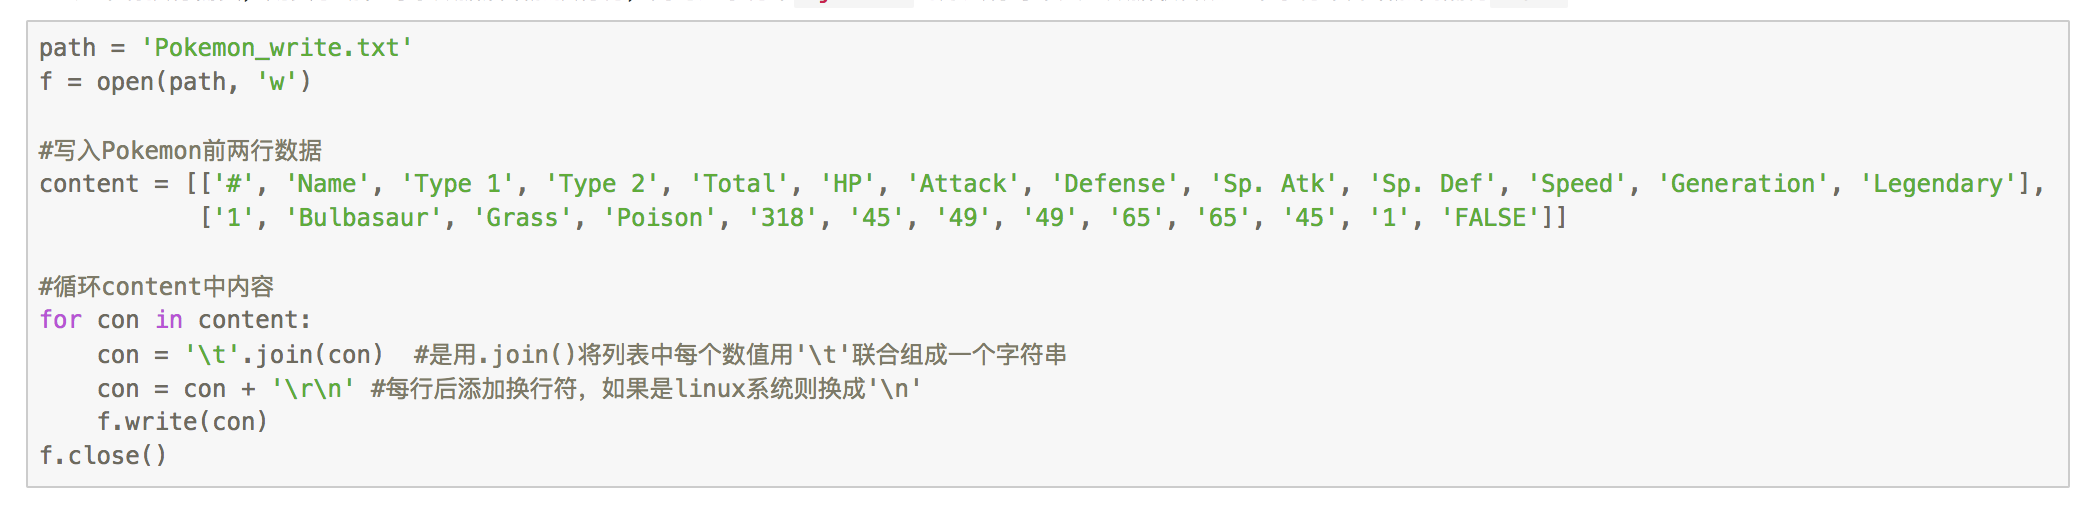 path = 'Pokemon_write.txt'
f = open(path, 'w')
#写入Pokemon前两行数据
content = [['#', 'Name', 'Type 1', 'Type 2', 'Total', 'HP', 'Attack', 'Defense', 'Sp. Atk', 'Sp. Def', 'Speed', 'Generation', 'Legendary'],
['1', 'Bulbasaur', 'Grass', 'Poison', '318', '45', '49', '49', '65', '65', '45', '1', 'FALSE']]
#循环content中内容
for con in content:
con = '\t'.join(con)  #是用.join()将列表中每个数值用'\t'联合组成一个字符串
con = con + '\r\n' #每行后添加换行符，如果是linux系统则换成'\n'
f.write(con)
f.close()